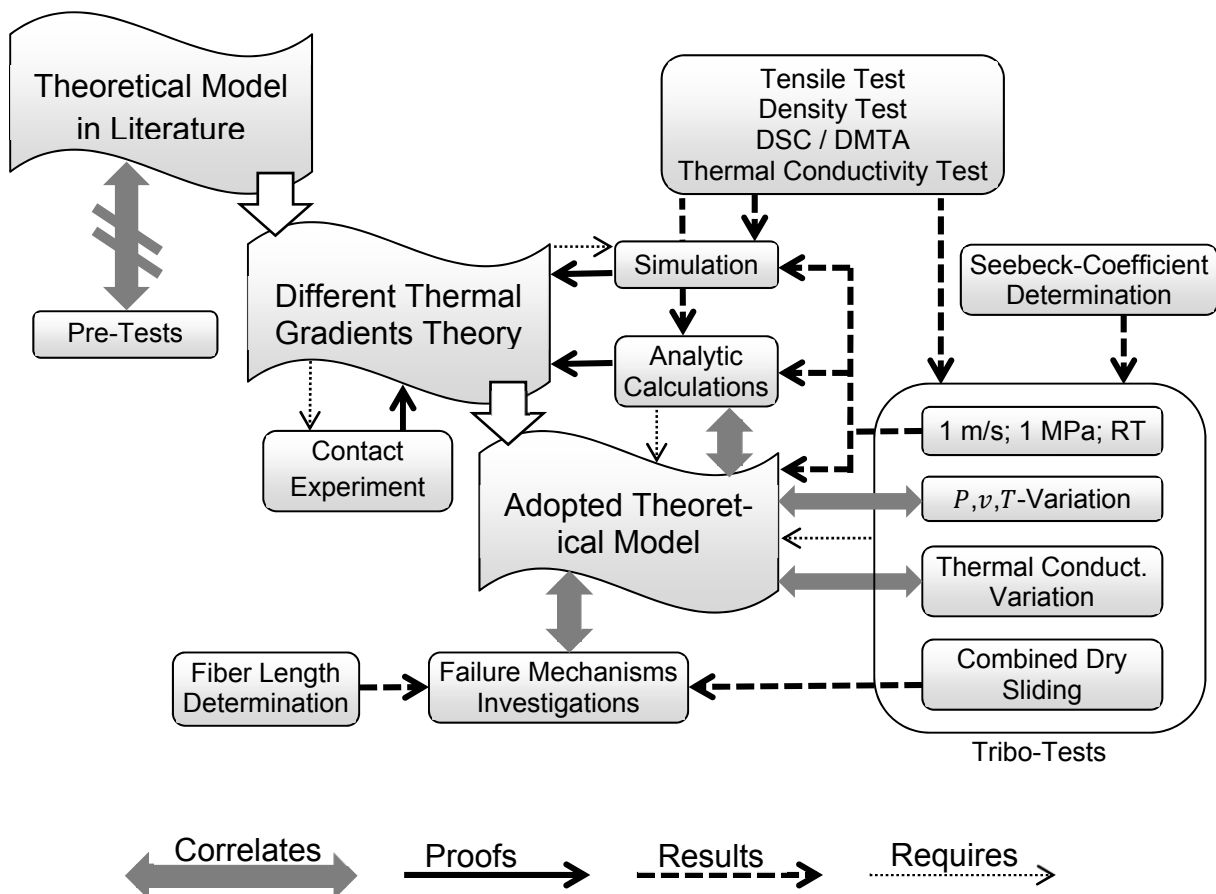 Theoretical Model
in Literature
Tensile Test
Density Test
DSC / DMTA
Thermal Conductivity Test
Pre-Tests
Different Thermal
Gradients Theory
Simulation
Seebeck-Coefficient
Determination
Analytic
Calculations
Contact
Experiment
Adopted Theoret-
ical Model
1 m/s; 1 MPa; RT
P,v,T-Variation
Thermal Conduct.
Variation
Combined Dry
Sliding
Tribo-Tests
Fiber Length
Determination
Failure Mechanisms
Investigations
Correlates
Proofs
Results
Requires